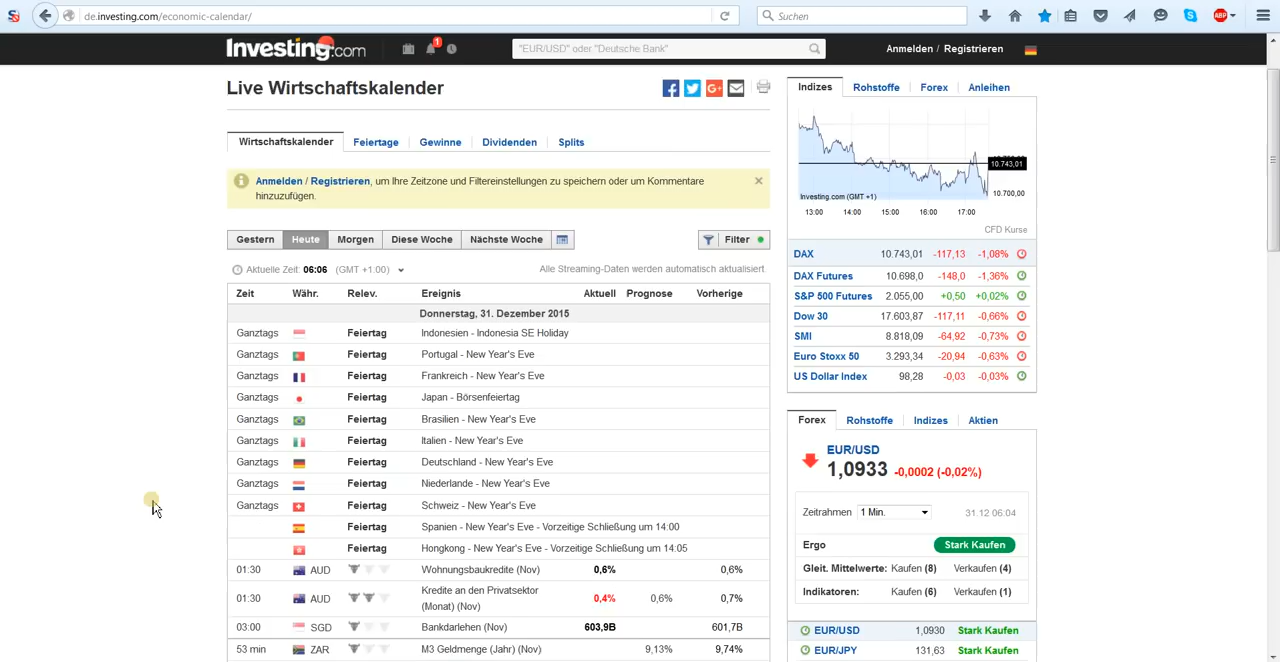 de.investing.com/economic-calendar/
Suchen
ABP
Investing.com
1
"EUR/USD" oder "Deutsche Bank"
Anmelden / Registrieren
Live Wirtschaftskalender
Wirtschaftskalender
Feiertage
Gewinne
Dividenden
Splits
Anmelden / Registrieren, um Ihre Zeitzone und Filtereinstellungen zu speichern oder um Kommentare
hinzuzufügen.
Gestern
Heute
Morgen
Diese Woche
Nächste Woche
Filter
Aktuelle Zeit: 06:06 (GMT +1:00)
Alle Streaming-Daten werden automatisch aktualisiert.
Zeit Währ. Relev. Ereignis Aktuell Prognose Vorherige
Donnerstag, 31. Dezember 2015
Ganztags Feiertag Indonesien - Indonesia SE Holiday
Ganztags Feiertag Portugal - New Year's Eve
Ganztags Feiertag Frankreich - New Year's Eve
Ganztags Feiertag Japan - Börsenfeiertag
Ganztags Feiertag Brasilien - New Year's Eve
Ganztags Feiertag Italien - New Year's Eve
Ganztags Feiertag Deutschland - New Year's Eve
Ganztags Feiertag Niederlande - New Year's Eve
Ganztags Feiertag Schweiz - New Year's Eve
Feiertag Spanien - New Year's Eve - Vorzeitige Schließung um 14:00
Feiertag Hongkong - New Year's Eve - Vorzeitige Schließung um 14:05
01:30 AUD Wohnungsbaukredite (Nov) 0,6% 0,6%
01:30 AUD Kredite an den Privatsektor
(Monat) (Nov) 0,4% 0,6% 0,7%
03:00 SGD Bankdarlehen (Nov) 603,9B 601,7B
53 min ZAR M3 Geldmenge (Jahr) (Nov) 9,13% 9,74%
Indizes
Rohstoffe
Forex
Anleihen
10.743,01
10.700,00
Investing.com (GMT +1)
13:00 14:00 15:00 16:00 17:00
CFD Kurse
DAX 10.743,01 -117,13 -1,08%
DAX Futures 10.698,0 -148,0 -1,36%
S&P 500 Futures 2.055,00 +0,50 +0,02%
Dow 30 17.603,87 -117,11 -0,66%
SMI 8.818,09 -64,92 -0,73%
Euro Stoxx 50 3.293,34 -20,94 -0,63%
US Dollar Index 98,28 -0,03 -0,03%
Forex
Rohstoffe
Indizes
Aktien
EUR/USD
1,0933 -0,0002 (-0,02%)
Zeitrahmen 1 Min. 31.12 06:04
Ergo Stark Kaufen
Gleit. Mittelwerte: Kaufen (8) Verkaufen (4)
Indikatoren: Kaufen (6) Verkaufen (1)
EUR/USD 1,0930 Stark Kaufen
EUR/JPY 131,63 Stark Kaufen